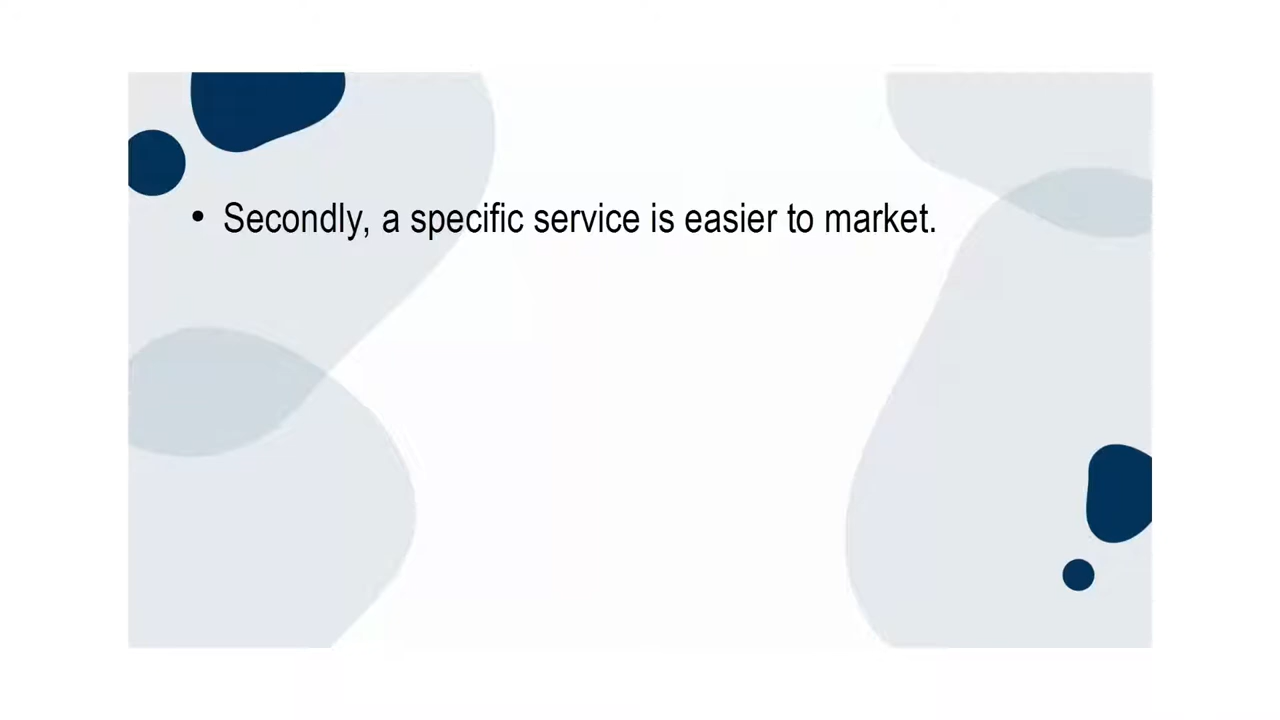 • Secondly, a specific service is easier to market.